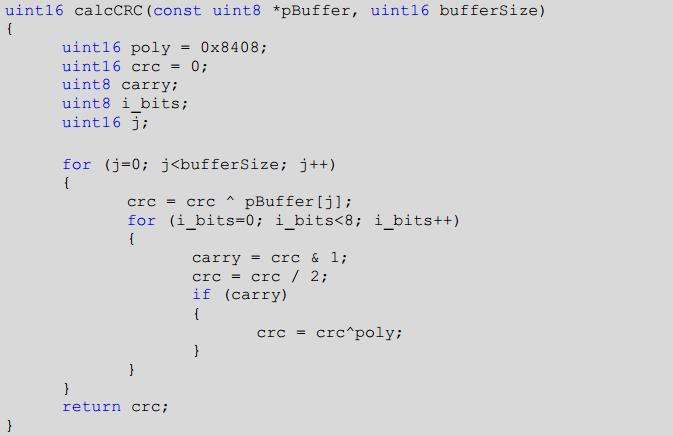 uint16 calcCRC(const uint8 *pBuffer, uint16 bufferSize)
{
uint16 poly = 0x8408;
uint16 crc = 0;
uint8 carry;
uint8 i_bits;
uint16 j;
for (j=0; j<bufferSize; j++)
{
crc = crc ^ pBuffer[j];
for (i_bits=0; i_bits<8; i_bits++)
{
carry = crc & 1;
crc = crc / 2;
if (carry)
{
crc = crc^poly;
}
}
}
return crc;
}